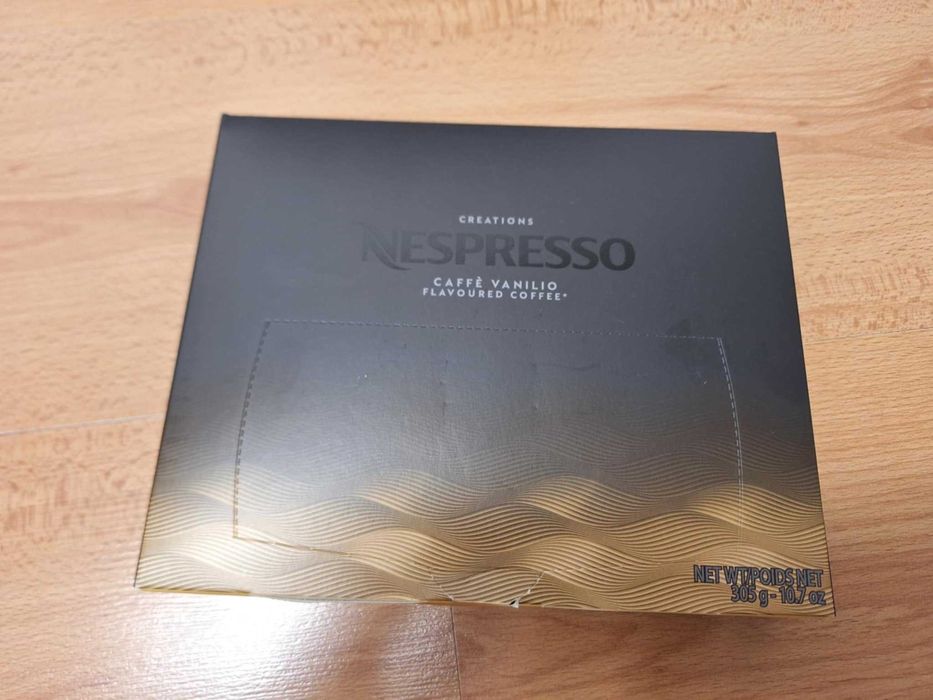 CREATIONS
NESPRESSO
CAFFÈ VANILIO
FLAVOURED COFFEE*
NET WT/POIDS NET
305 g - 10.7 oz